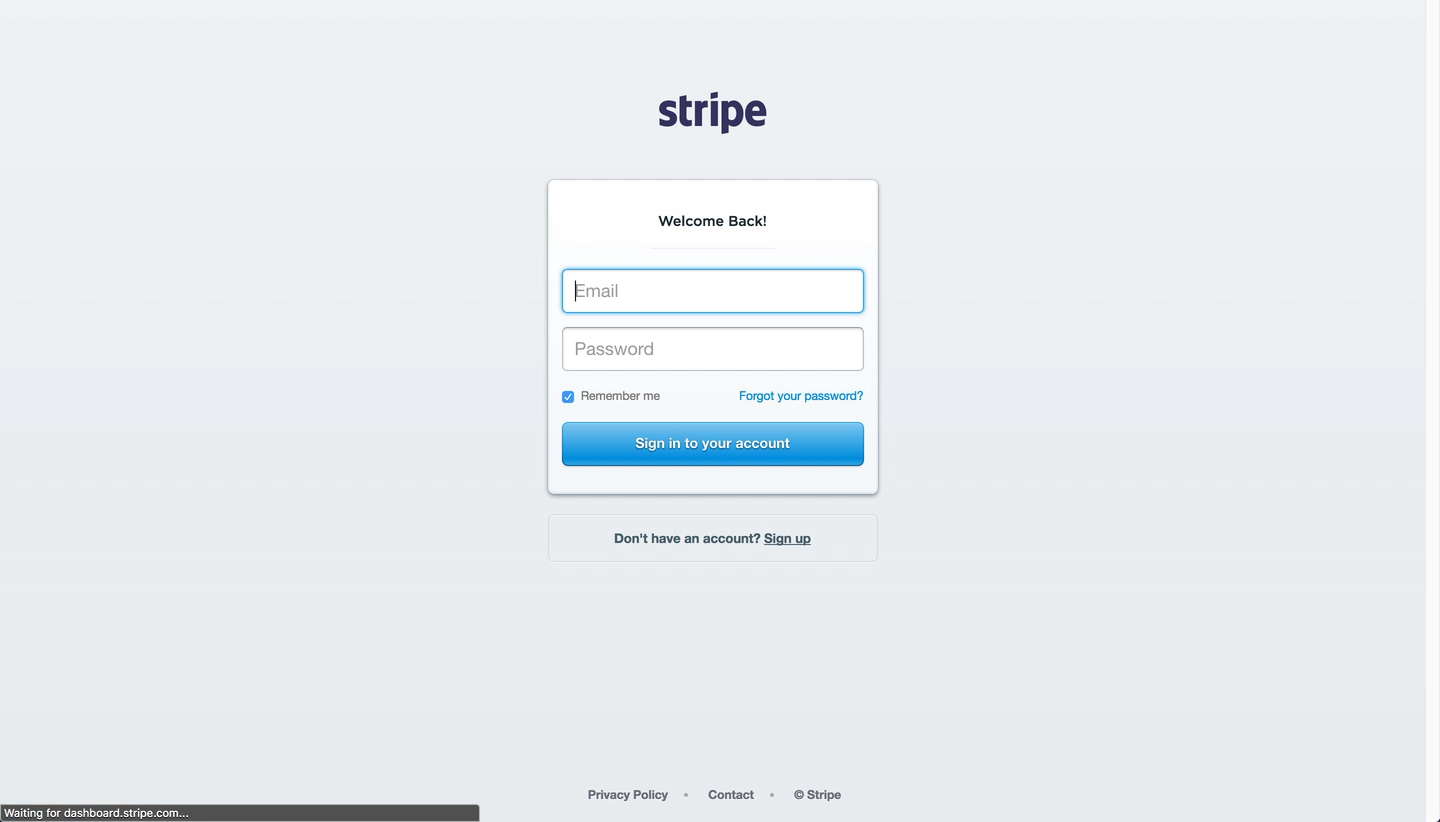 stripe
Welcome Back!
Email
Password
Remember me Forgot your password?
Sign in to your account
Don't have an account? Sign up
Privacy Policy • Contact • © Stripe
Waiting for dashboard.stripe.com...